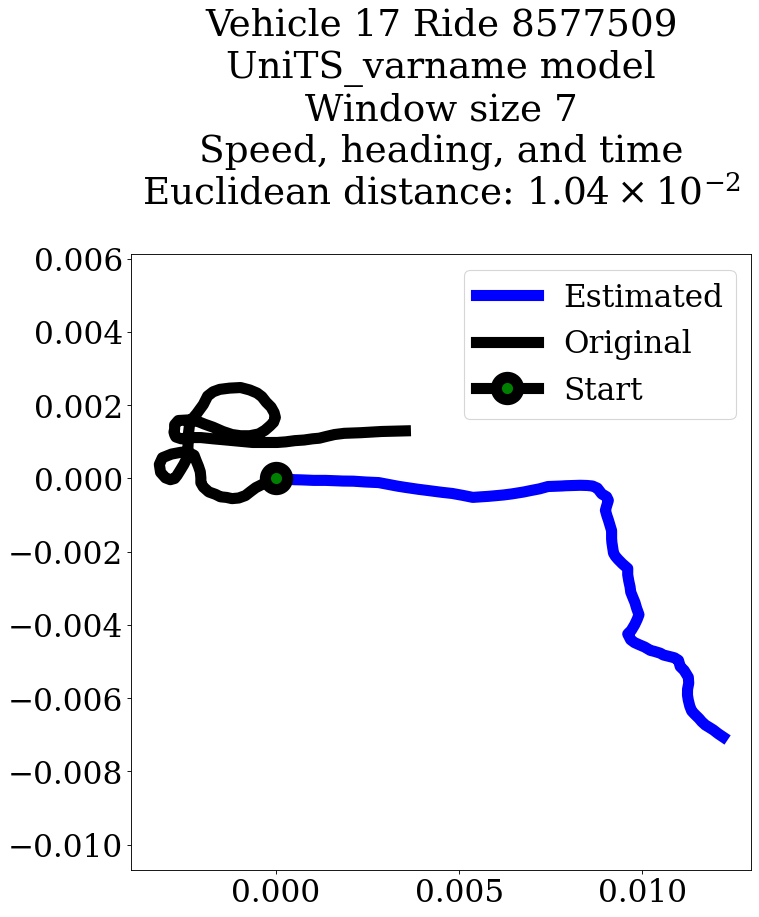 Vehicle 17 Ride 8577509
UniTS_varname model
Window size 7
Speed, heading, and time
Euclidean distance: 1.04 × 10⁻²
0.006
0.004
0.002
0.000
−0.002
−0.004
−0.006
−0.008
−0.010
Estimated
Original
Start
0.000 0.005 0.010